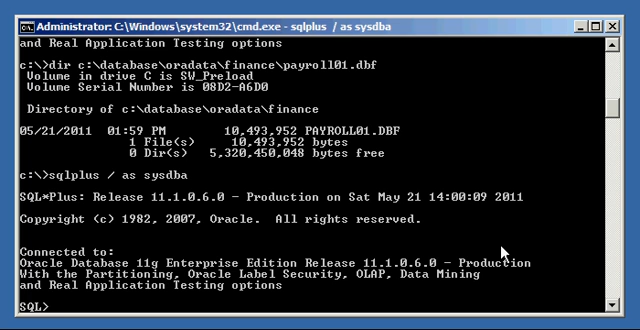 Administrator: C:\Windows\system32\cmd.exe - sqlplus / as sysdba
and Real Application Testing options
c:\>dir c:\database\oradata\finance\payroll01.dbf
Volume in drive C is SW_Preload
Volume Serial Number is 08D2-A6D0
Directory of c:\database\oradata\finance
05/21/2011 01:59 PM 10,493,952 PAYROLL01.DBF
1 File(s) 10,493,952 bytes
0 Dir(s) 5,320,450,048 bytes free
c:\>sqlplus / as sysdba
SQL*Plus: Release 11.1.0.6.0 - Production on Sat May 21 14:00:09 2011
Copyright (c) 1982, 2007, Oracle. All rights reserved.
Connected to:
Oracle Database 11g Enterprise Edition Release 11.1.0.6.0 - Production
With the Partitioning, Oracle Label Security, OLAP, Data Mining
and Real Application Testing options
SQL>